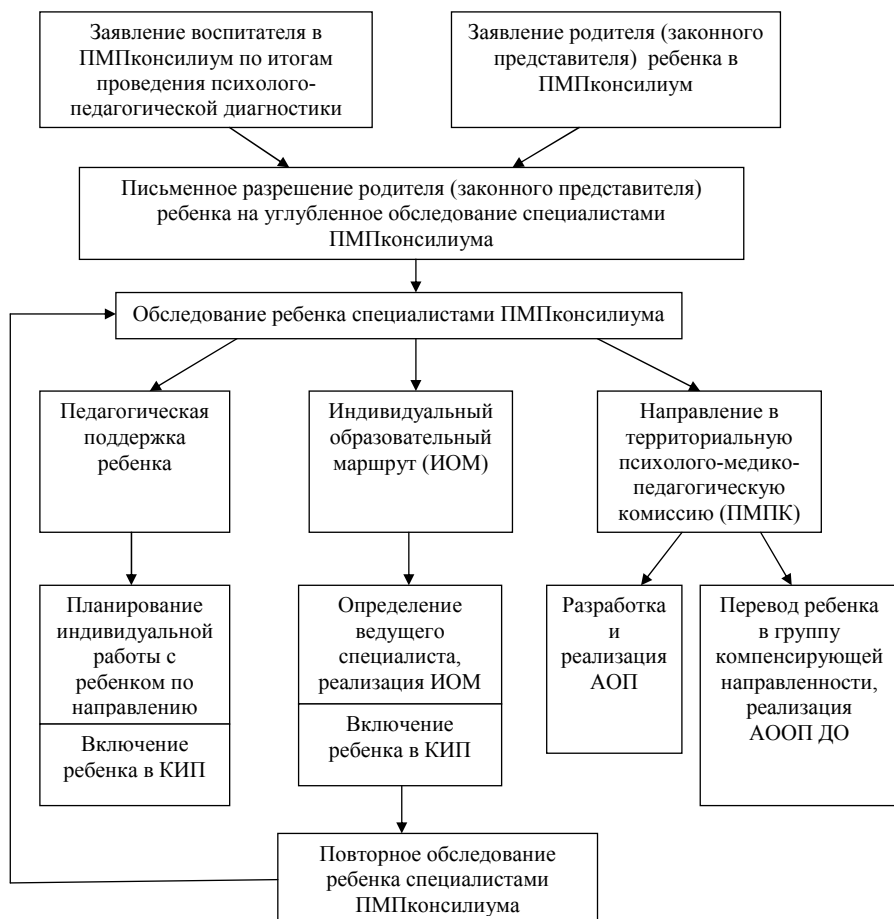 Заявление воспитателя в
ПМПконсилиум по итогам
проведения психолого-
педагогической диагностики
Заявление родителя (законного
представителя) ребенка в
ПМПконсилиум
Письменное разрешение родителя (законного представителя)
ребенка на углубленное обследование специалистами
ПМПконсилиума
Обследование ребенка специалистами ПМПконсилиума
Педагогическая
поддержка
ребенка
Индивидуальный
образовательный
маршрут (ИОМ)
Направление в
территориальную
психолого-медико-
педагогическую
комиссию (ПМПК)
Планирование
индивидуальной
работы с
ребенком по
направлению
Включение
ребенка в КИП
Определение
ведущего
специалиста,
реализация ИОМ
Включение
ребенка в КИП
Разработка
и
реализация
АОП
Перевод ребенка
в группу
компенсирующей
направленности,
реализация
АООП ДО
Повторное обследование
ребенка специалистами
ПМПконсилиума